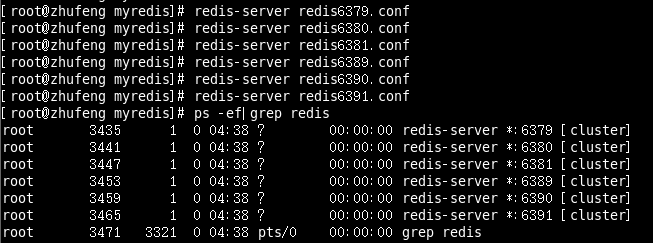 [root@zhufeng myredis]# redis-server redis6379.conf
[root@zhufeng myredis]# redis-server redis6380.conf
[root@zhufeng myredis]# redis-server redis6381.conf
[root@zhufeng myredis]# redis-server redis6389.conf
[root@zhufeng myredis]# redis-server redis6390.conf
[root@zhufeng myredis]# redis-server redis6391.conf
[root@zhufeng myredis]# ps -ef|grep redis
root 3435 1 0 04:38 ? 00:00:00 redis-server *:6379 [cluster]
root 3441 1 0 04:38 ? 00:00:00 redis-server *:6380 [cluster]
root 3447 1 0 04:38 ? 00:00:00 redis-server *:6381 [cluster]
root 3453 1 0 04:38 ? 00:00:00 redis-server *:6389 [cluster]
root 3459 1 0 04:38 ? 00:00:00 redis-server *:6390 [cluster]
root 3465 1 0 04:38 ? 00:00:00 redis-server *:6391 [cluster]
root 3471 3321 0 04:38 pts/0 00:00:00 grep redis